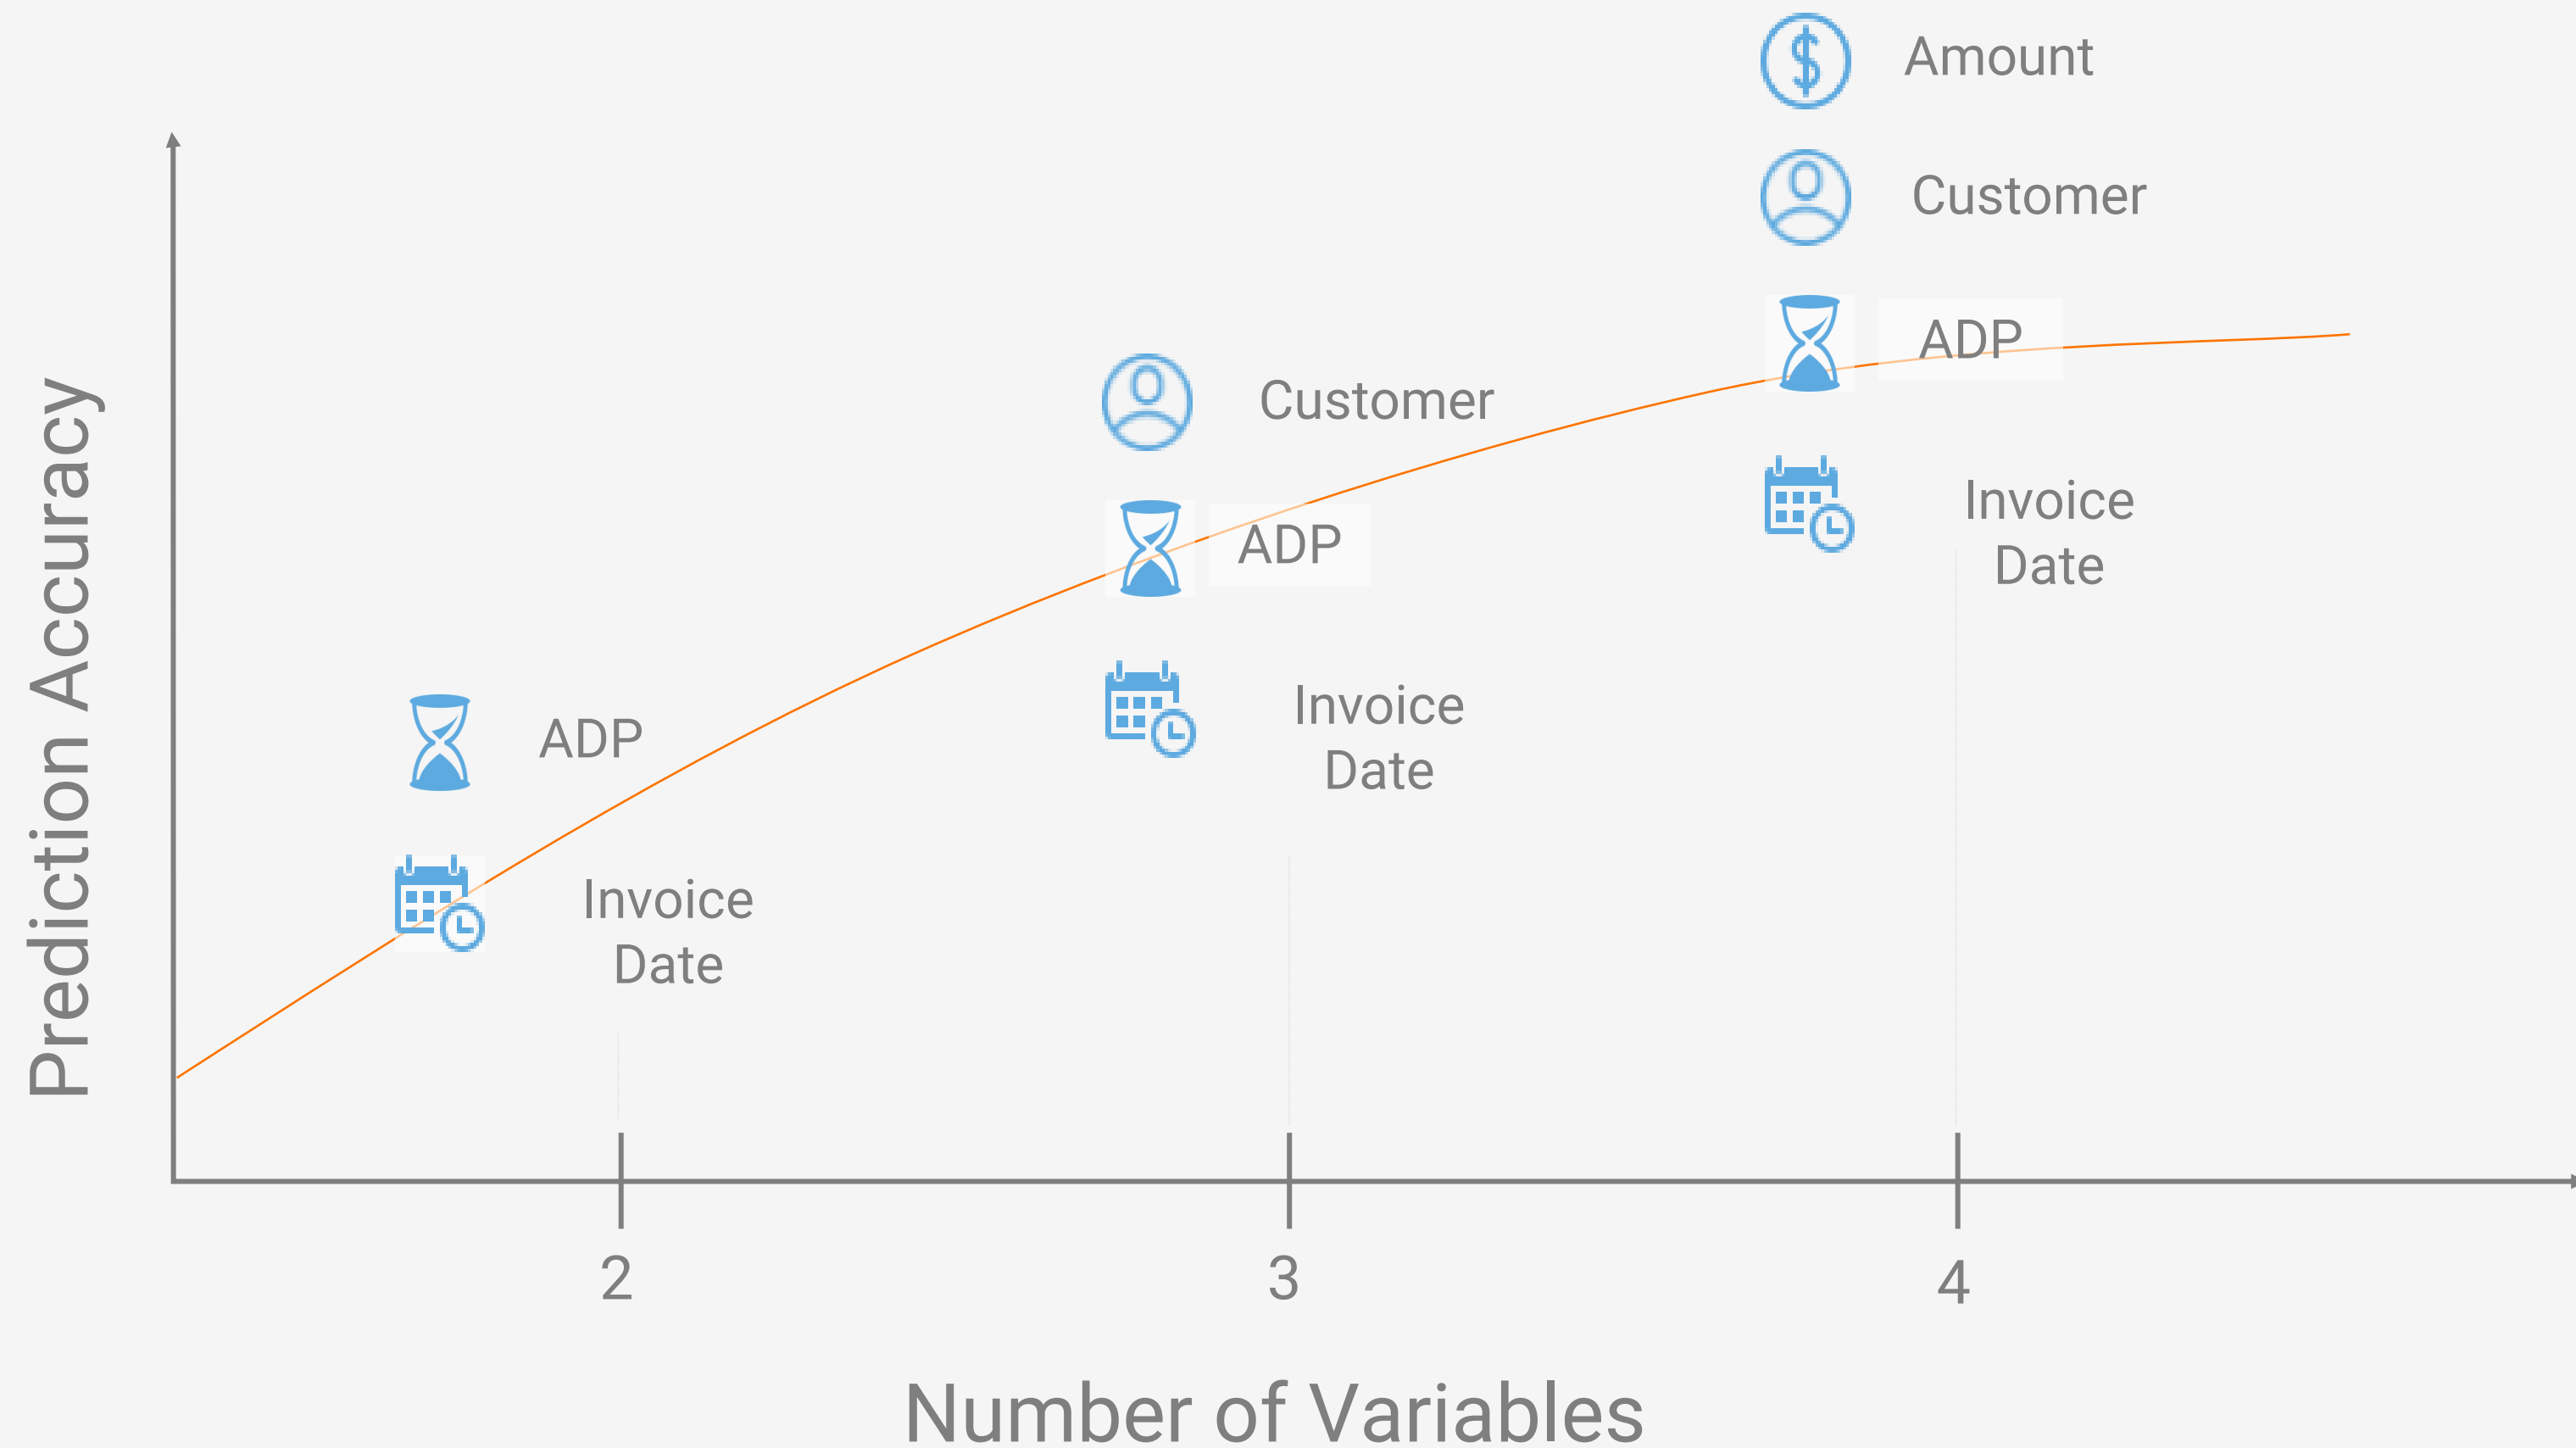 Amount
Customer
ADP
Invoice
Date
Customer
ADP
Invoice
Date
ADP
Invoice
Date
Prediction Accuracy
2
3
4
Number of Variables